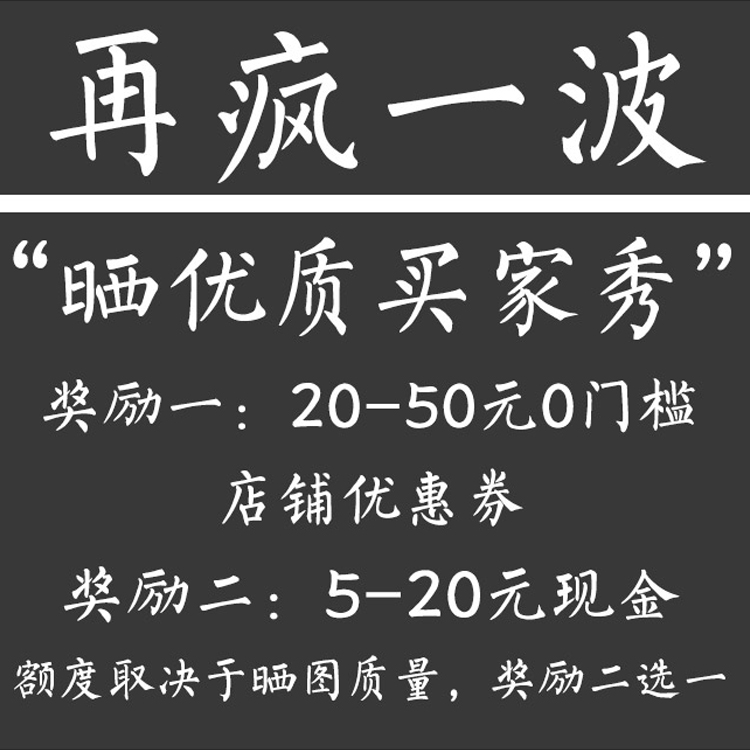 再疯一波
“晒优质买家秀”
奖励一：20-50元0门槛
店铺优惠券
奖励二：5-20元现金
额度取决于晒图质量，奖励二选一